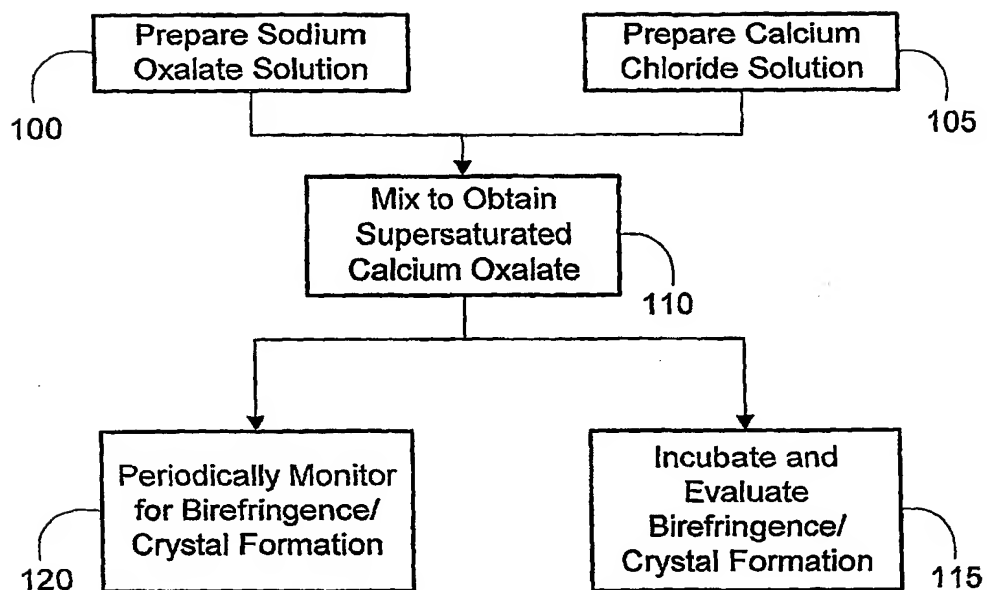 Prepare Sodium
Oxalate Solution
100
Prepare Calcium
Chloride Solution
105
Mix to Obtain
Supersaturated
Calcium Oxalate
110
Periodically Monitor
for Birefringence/
Crystal Formation
120
Incubate and
Evaluate
Birefringence/
Crystal Formation
115